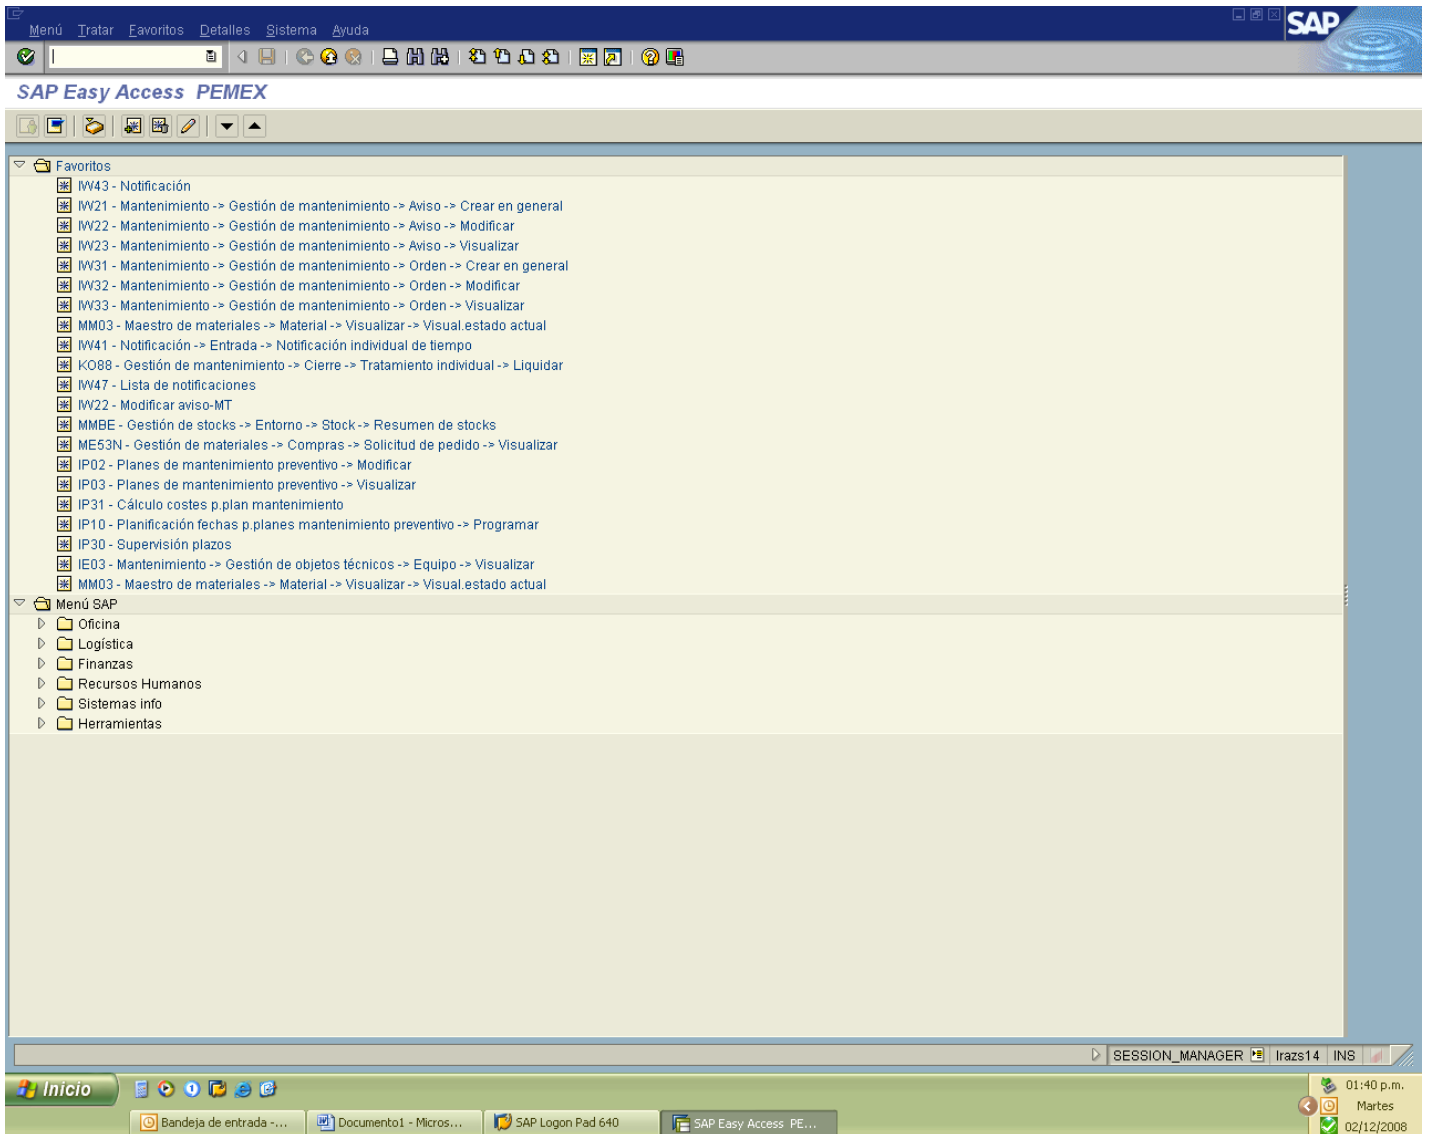 Menú Tratar Favoritos Detalles Sistema Ayuda
SAP
SAP Easy Access PEMEX
Favoritos
IW43 - Notificación
IW21 - Mantenimiento -> Gestión de mantenimiento -> Aviso -> Crear en general
IW22 - Mantenimiento -> Gestión de mantenimiento -> Aviso -> Modificar
IW23 - Mantenimiento -> Gestión de mantenimiento -> Aviso -> Visualizar
IW31 - Mantenimiento -> Gestión de mantenimiento -> Orden -> Crear en general
IW32 - Mantenimiento -> Gestión de mantenimiento -> Orden -> Modificar
IW33 - Mantenimiento -> Gestión de mantenimiento -> Orden -> Visualizar
MM03 - Maestro de materiales -> Material -> Visualizar -> Visual.estado actual
IW41 - Notificación -> Entrada -> Notificación individual de tiempo
KO88 - Gestión de mantenimiento -> Cierre -> Tratamiento individual -> Liquidar
IW47 - Lista de notificaciones
IW22 - Modificar aviso-MT
MMBE - Gestión de stocks -> Entorno -> Stock -> Resumen de stocks
ME53N - Gestión de materiales -> Compras -> Solicitud de pedido -> Visualizar
IP02 - Planes de mantenimiento preventivo -> Modificar
IP03 - Planes de mantenimiento preventivo -> Visualizar
IP31 - Cálculo costes p.plan mantenimiento
IP10 - Planificación fechas p.planes mantenimiento preventivo -> Programar
IP30 - Supervisión plazos
IE03 - Mantenimiento -> Gestión de objetos técnicos -> Equipo -> Visualizar
MM03 - Maestro de materiales -> Material -> Visualizar -> Visual.estado actual
Menú SAP
Oficina
Logística
Finanzas
Recursos Humanos
Sistemas info
Herramientas
SESSION_MANAGER lrazs14 INS
Inicio
01:40 p.m.
Martes
02/12/2008
Bandeja de entrada -... Documento1 - Micros... SAP Logon Pad 640 SAP Easy Access PE...